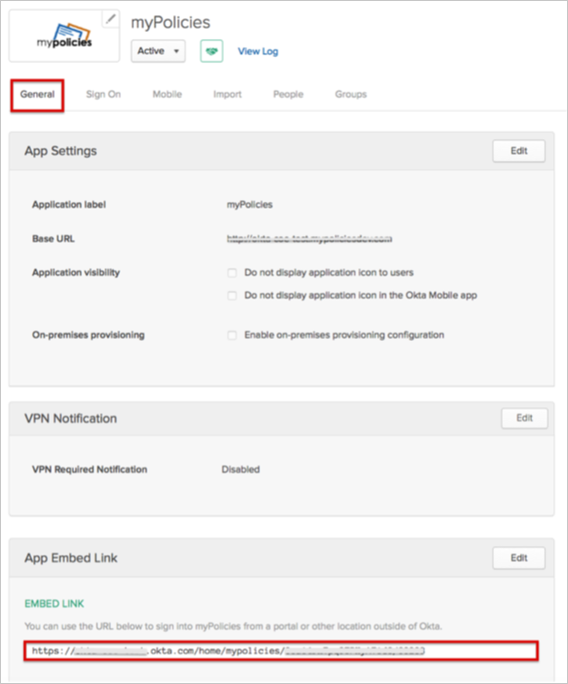 mypolicies
myPolicies
Active
View Log
General
Sign On
Mobile
Import
People
Groups
App Settings
Edit
Application label
myPolicies
Base URL
Application visibility
Do not display application icon to users
Do not display application icon in the Okta Mobile app
On-premises provisioning
Enable on-premises provisioning configuration
VPN Notification
Edit
VPN Required Notification
Disabled
App Embed Link
Edit
EMBED LINK
You can use the URL below to sign into myPolicies from a portal or other location outside of Okta.
https:// .okta.com/home/mypolicies/